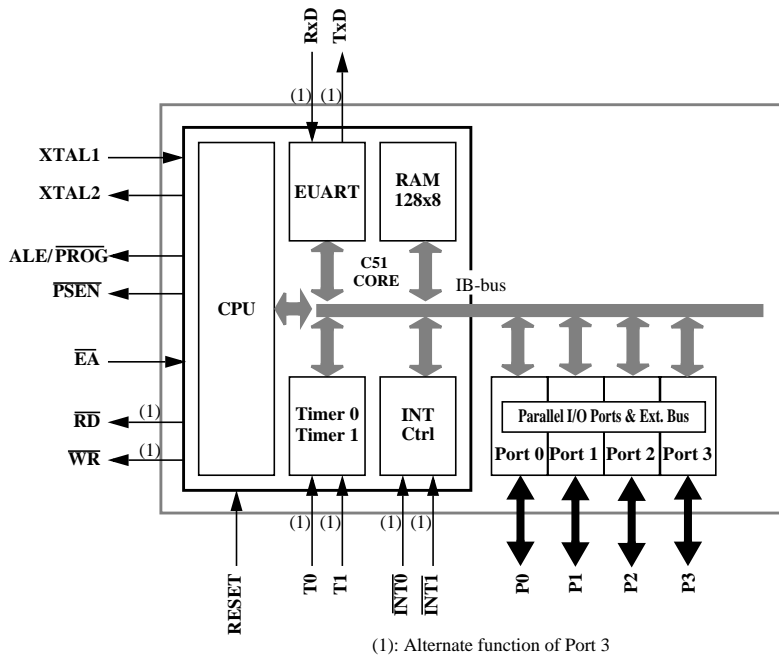 RxD
TxD
(1)
(1)
XTAL1
XTAL2
ALE/PROG
PSEN
EA
RD
(1)
WR
(1)
CPU
EUART
RAM
128x8
C51
CORE
IB-bus
Timer 0
Timer 1
INT
Ctrl
Parallel I/O Ports & Ext. Bus
Port 0
Port 1
Port 2
Port 3
(1)
(1)
(1)
(1)
RESET
T0
T1
INT0
INT1
P0
P1
P2
P3
(1): Alternate function of Port 3